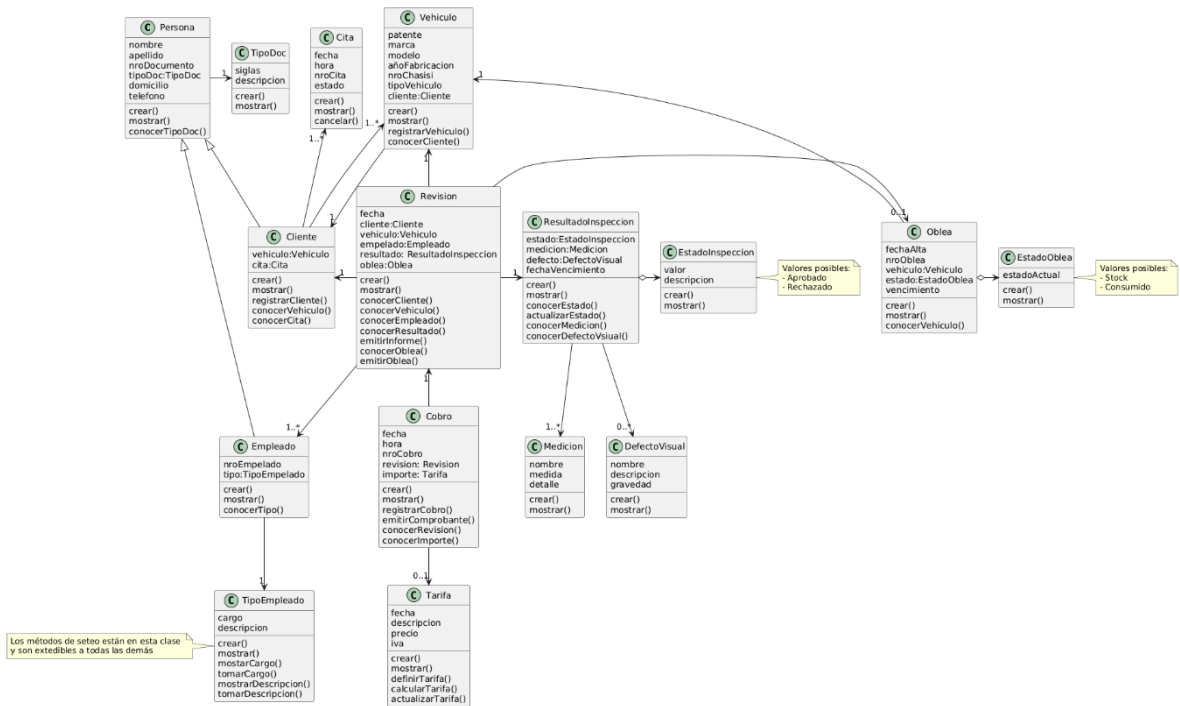 C Persona
nombre
apellido
nroDocumento
tipoDoc:TipoDoc
domicilio
telefono
crear()
mostrar()
conocerTipoDoc()
1
C TipoDoc
siglas
descripcion
crear()
mostrar()
C Cita
fecha
hora
nroCita
estado
crear()
mostrar()
cancelar()
1..*
C Vehiculo
patente
marca
modelo
añoFabricacion
nroChasisi
tipoVehiculo
cliente:Cliente
crear()
mostrar()
registrarVehiculo()
conocerCliente()
1..*
1
1
1
C Cliente
vehiculo:Vehiculo
cita:Cita
crear()
mostrar()
registrarCliente()
conocerVehiculo()
conocerCita()
1
C Revision
fecha
cliente:Cliente
vehiculo:Vehiculo
empelado:Empleado
resultado: ResultadoInspeccion
oblea:Oblea
crear()
mostrar()
conocerCliente()
conocerVehiculo()
conocerEmpleado()
conocerResultado()
emitirInforme()
conocerOblea()
emitirOblea()
1
1
C ResultadoInspeccion
estado:EstadoInspeccion
medicion:Medicion
defecto:DefectoVisual
fechaVencimiento
crear()
mostrar()
conocerEstado()
actualizarEstado()
conocerMedicion()
conocerDefectoVsiual()
C EstadoInspeccion
valor
descripcion
crear()
mostrar()
Valores posibles:
- Aprobado
- Rechazado
0..1
C Oblea
fechaAlta
nroOblea
vehiculo:Vehiculo
estado:EstadoOblea
vencimiento
crear()
mostrar()
conocerVehiculo()
C EstadoOblea
estadoActual
crear()
mostrar()
Valores posibles:
- Stock
- Consumido
1..*
C Empleado
nroEmpelado
tipo:TipoEmpelado
crear()
mostrar()
conocerTipo()
C Cobro
fecha
hora
nroCobro
revision: Revision
importe: Tarifa
crear()
mostrar()
registrarCobro()
emitirComprobante()
conocerRevision()
conocerImporte()
1..*
C Medicion
nombre
medida
detalle
crear()
mostrar()
0..*
C DefectoVisual
nombre
descripcion
gravedad
crear()
mostrar()
1
C TipoEmpleado
cargo
descripcion
crear()
mostrar()
mostarCargo()
tomarCargo()
mostrarDescripcion()
tomarDescripcion()
Los métodos de seteo están en esta clase
y son extedibles a todas las demás
0..1
C Tarifa
fecha
descripcion
precio
iva
crear()
mostrar()
definirTarifa()
calcularTarifa()
actualizarTarifa()